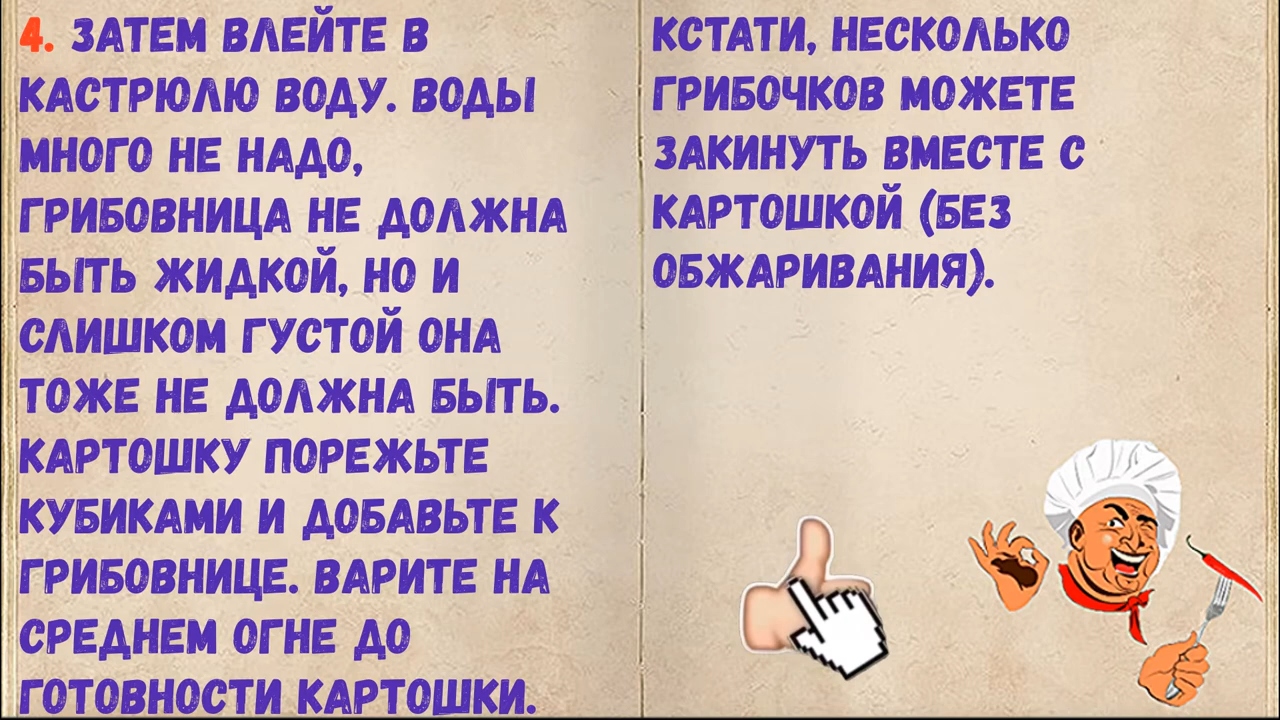 4. ЗАТЕМ ВЛЕЙТЕ В
КАСТРЮЛЮ ВОДУ. ВОДЫ
МНОГО НЕ НАДО,
ГРИБОВНИЦА НЕ ДОЛЖНА
БЫТЬ ЖИДКОЙ, НО И
СЛИШКОМ ГУСТОЙ ОНА
ТОЖЕ НЕ ДОЛЖНА БЫТЬ.
КАРТОШКУ ПОРЕЖЬТЕ
КУБИКАМИ И ДОБАВЬТЕ К
ГРИБОВНИЦЕ. ВАРИТЕ НА
СРЕДНЕМ ОГНЕ ДО
ГОТОВНОСТИ КАРТОШКИ.
КСТАТИ, НЕСКОЛЬКО
ГРИБОЧКОВ МОЖЕТЕ
ЗАКИНУТЬ ВМЕСТЕ С
КАРТОШКОЙ (БЕЗ
ОБЖАРИВАНИЯ).